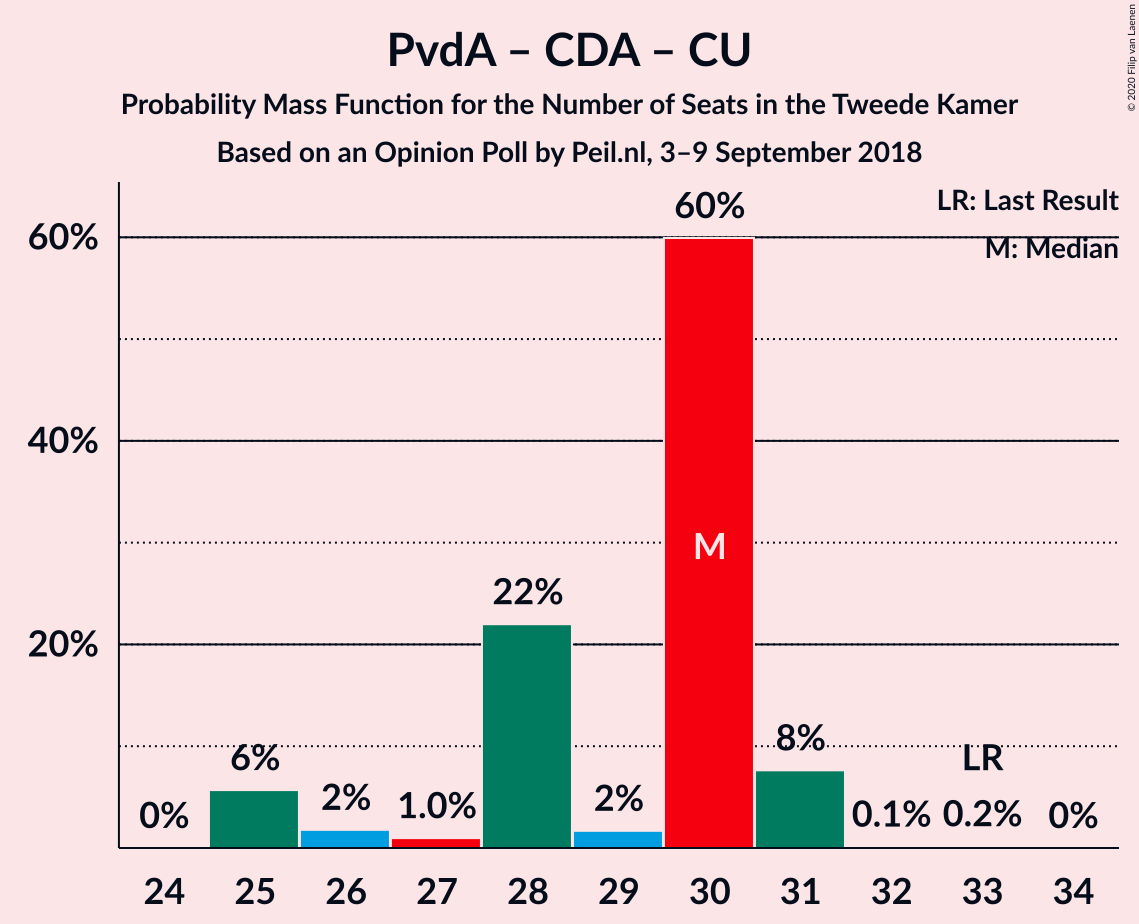 PvdA – CDA – CU
Probability Mass Function for the Number of Seats in the Tweede Kamer
Based on an Opinion Poll by Peil.nl, 3–9 September 2018
© 2020 Filip van Laenen
LR: Last Result
M: Median
60%
40%
20%
0%
6%
2%
1.0%
22%
2%
60%
M
8%
0.1%
LR
0.2%
0%
24 25 26 27 28 29 30 31 32 33 34